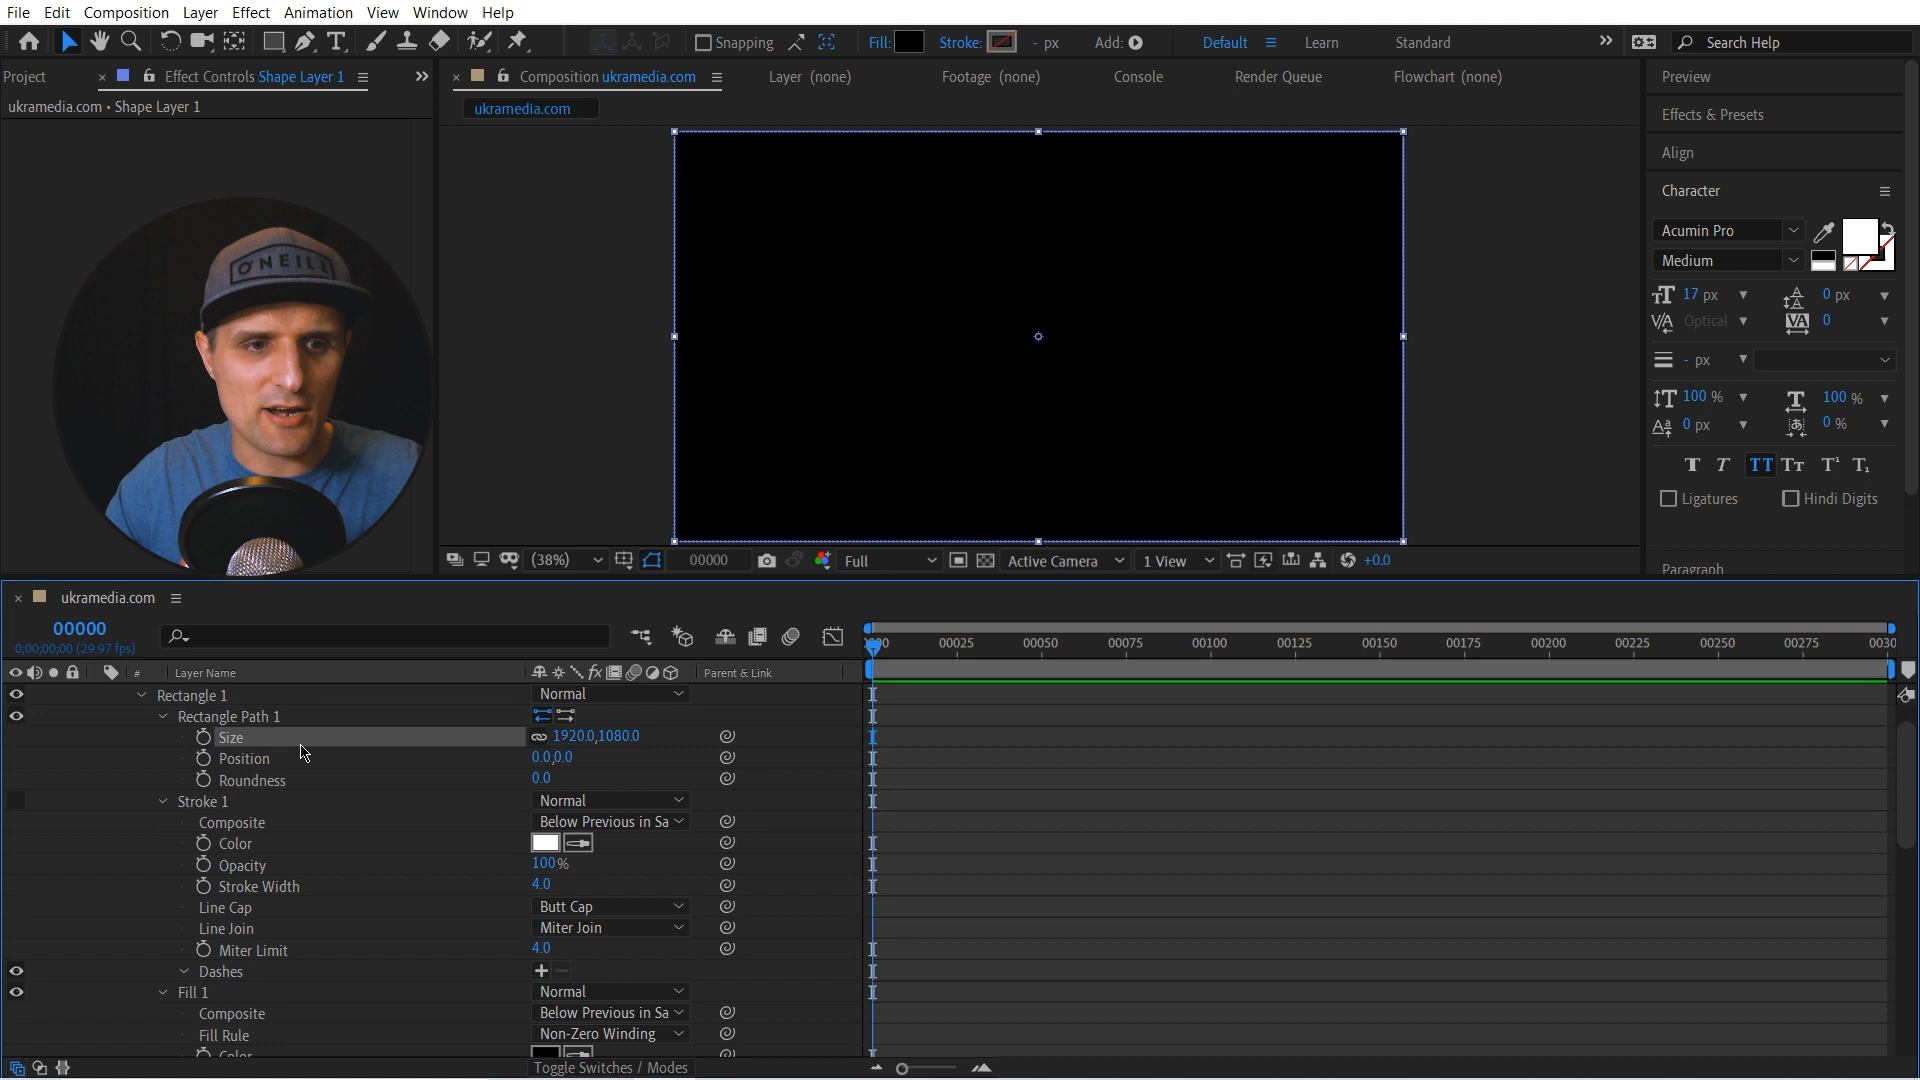 File Edit Composition Layer Effect Animation View Window Help
Snapping Fill: Stroke: - px Add: Default Learn Standard Search Help
Project Effect Controls Shape Layer 1 Composition ukramedia.com Layer (none) Footage (none) Console Render Queue Flowchart (none) Preview
ukramedia.com • Shape Layer 1 ukramedia.com Effects & Presets
Align
Character
Acumin Pro
Medium
O'NEILL
17 px 0 px
Optical 0
- px
100 % 100 %
0 px 0 %
TT Tt
Ligatures Hindi Digits
(38%) 00000 Full Active Camera 1 View +0.0
Paragraph
ukramedia.com
00000
0;00;00;00 (29.97 fps)
00025 00050 00075 00100 00125 00150 00175 00200 00225 00250 00275 0030
# Layer Name Parent & Link
Rectangle 1 Normal
Rectangle Path 1
Size 1920.0,1080.0
Position 0.0,0.0
Roundness 0.0
Stroke 1 Normal
Composite Below Previous in Sa
Color
Opacity 100%
Stroke Width 4.0
Line Cap Butt Cap
Line Join Miter Join
Miter Limit 4.0
Dashes
Fill 1 Normal
Composite Below Previous in Sa
Fill Rule Non-Zero Winding
Color
Toggle Switches / Modes